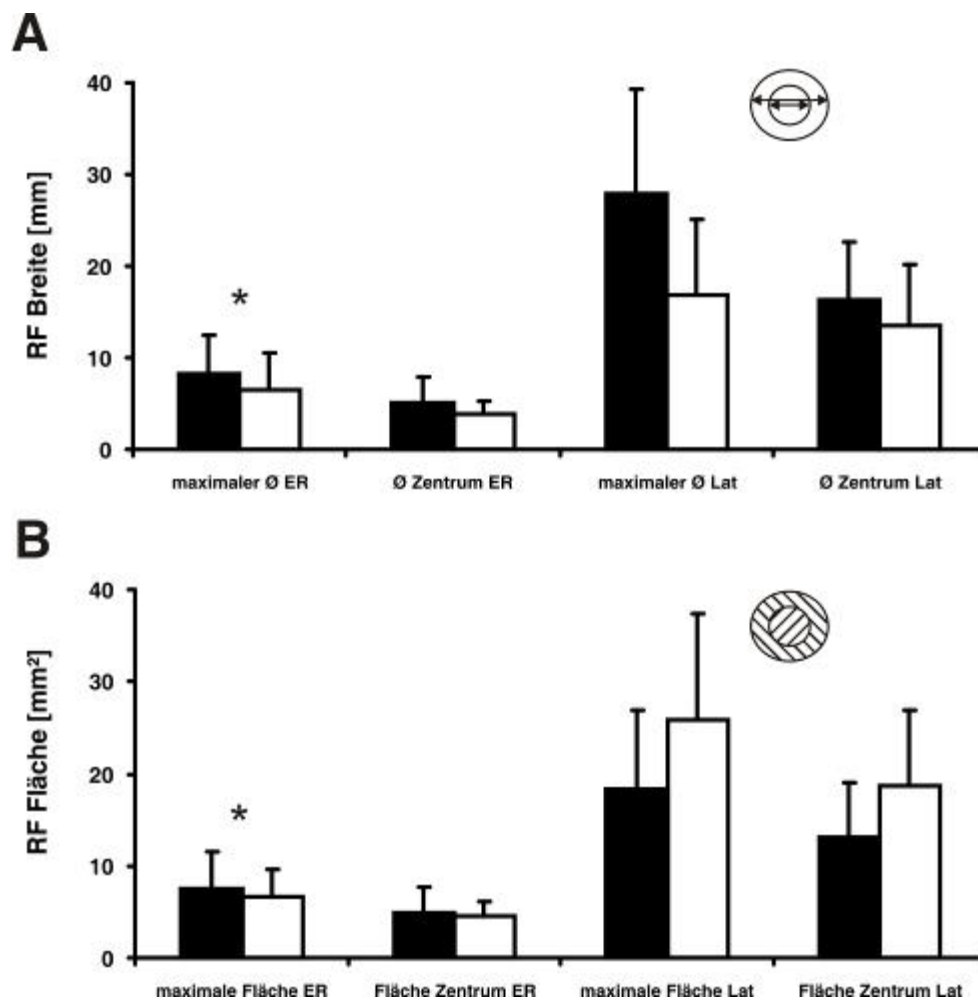 A
40
30
20
10
0
RF Breite [mm]
*
maximaler Ø ER
Ø Zentrum ER
maximaler Ø Lat
Ø Zentrum Lat
B
40
30
20
10
0
RF Fläche [mm²]
*
maximale Fläche ER
Fläche Zentrum ER
maximale Fläche Lat
Fläche Zentrum Lat